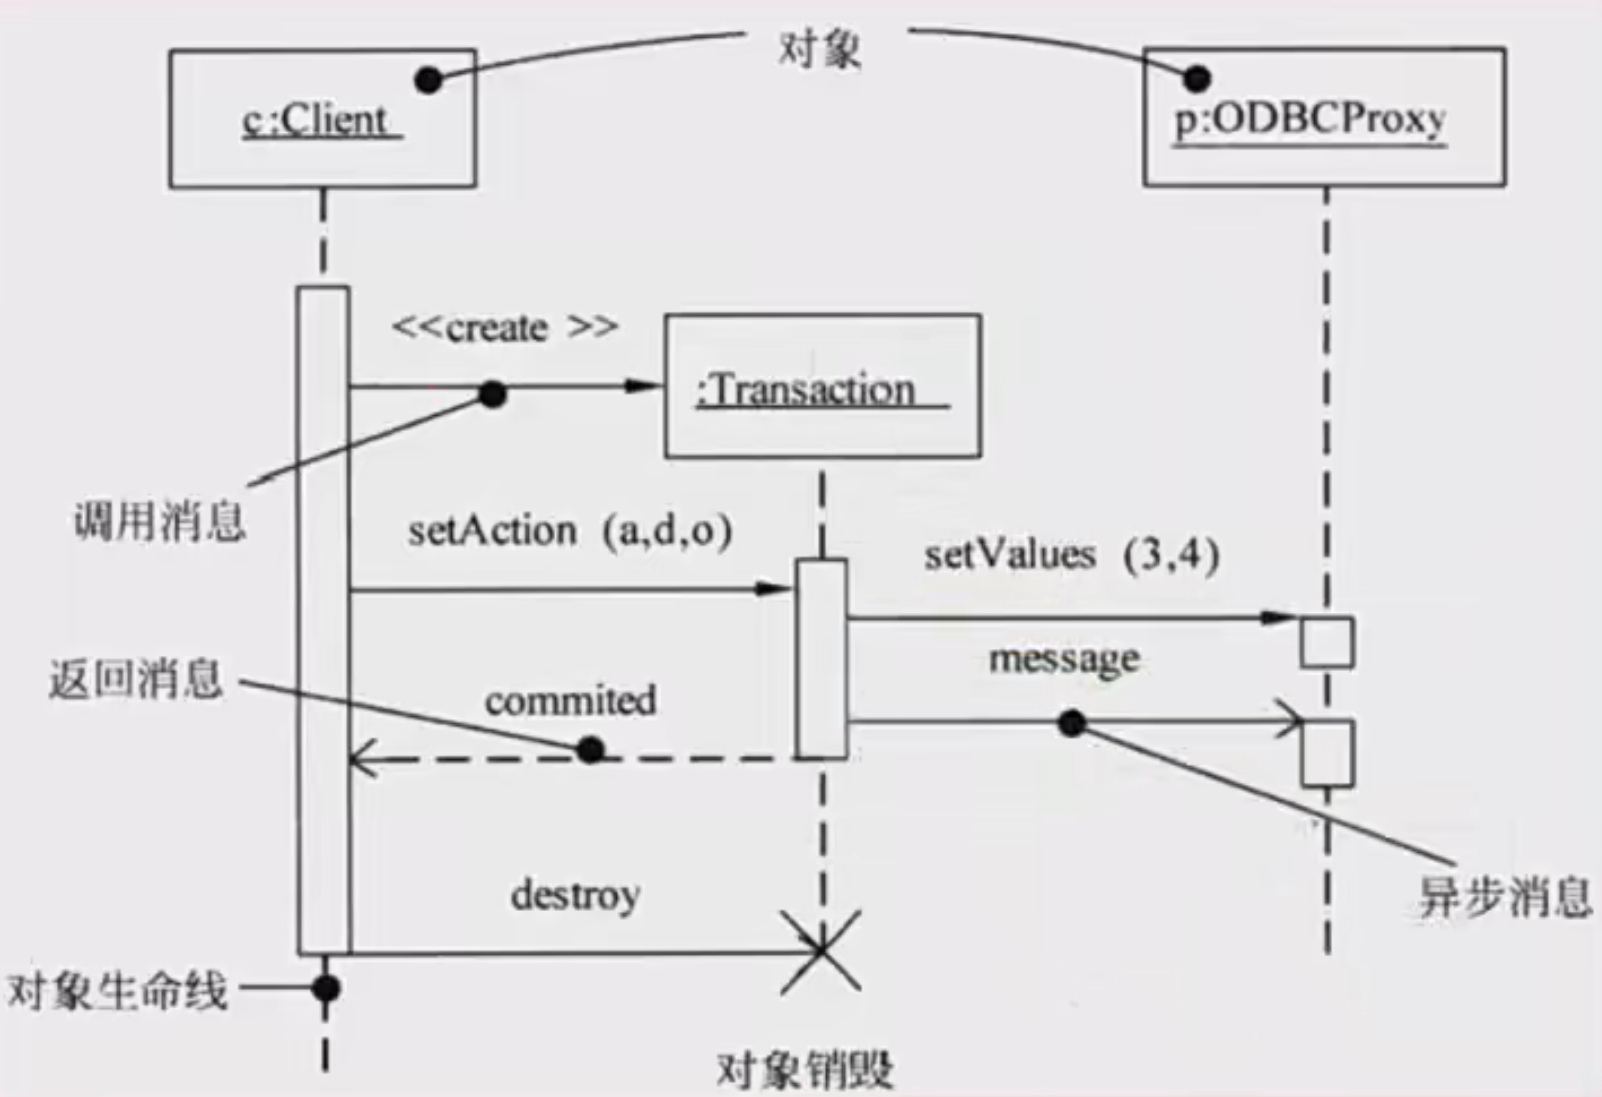 对象
c:Client
p:ODBCProxy
<<create >>
:Transaction
调用消息
setAction (a,d,o)
setValues (3,4)
message
返回消息
commited
destroy
异步消息
对象生命线
对象销毁